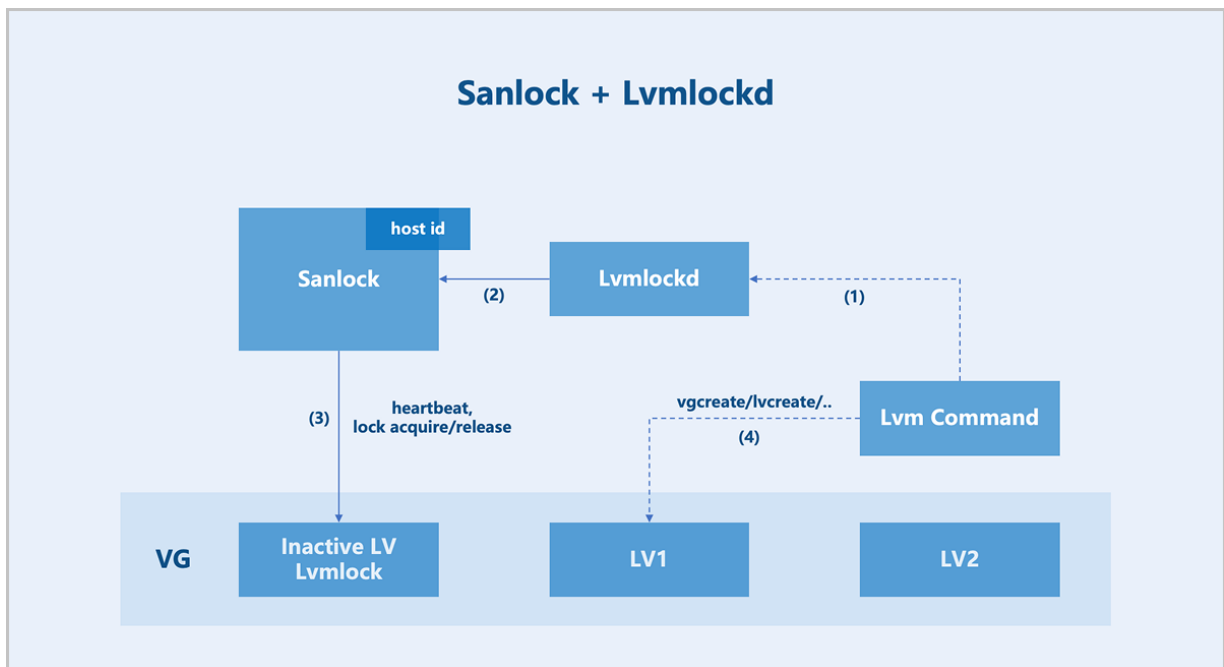 Sanlock + Lvmlockd
host id
Sanlock
Lvmlockd
(2)
(1)
vgcreate/lvcreate/..
(4)
Lvm Command
(3)
heartbeat,
lock acquire/release
VG
Inactive LV
Lvmlock
LV1
LV2